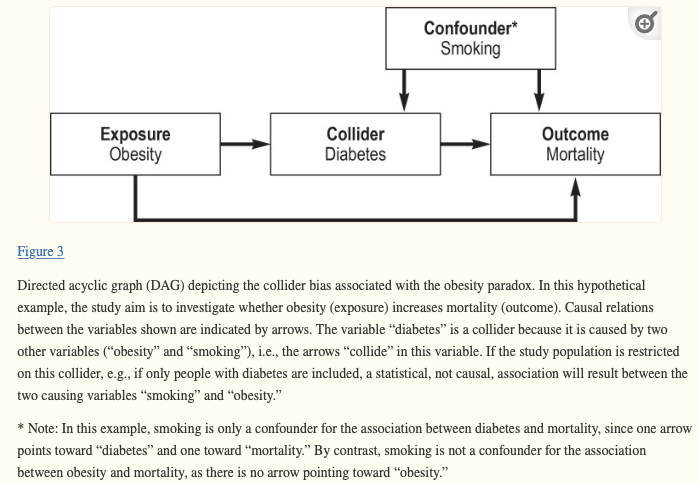 Confounder*
Smoking
Exposure
Obesity
Collider
Diabetes
Outcome
Mortality
Figure 3
Directed acyclic graph (DAG) depicting the collider bias associated with the obesity paradox. In this hypothetical
example, the study aim is to investigate whether obesity (exposure) increases mortality (outcome). Causal relations
between the variables shown are indicated by arrows. The variable “diabetes” is a collider because it is caused by two
other variables (“obesity” and “smoking”), i.e., the arrows “collide” in this variable. If the study population is restricted
on this collider, e.g., if only people with diabetes are included, a statistical, not causal, association will result between the
two causing variables “smoking” and “obesity.”
* Note: In this example, smoking is only a confounder for the association between diabetes and mortality, since one arrow
points toward “diabetes” and one toward “mortality.” By contrast, smoking is not a confounder for the association
between obesity and mortality, as there is no arrow pointing toward “obesity.”